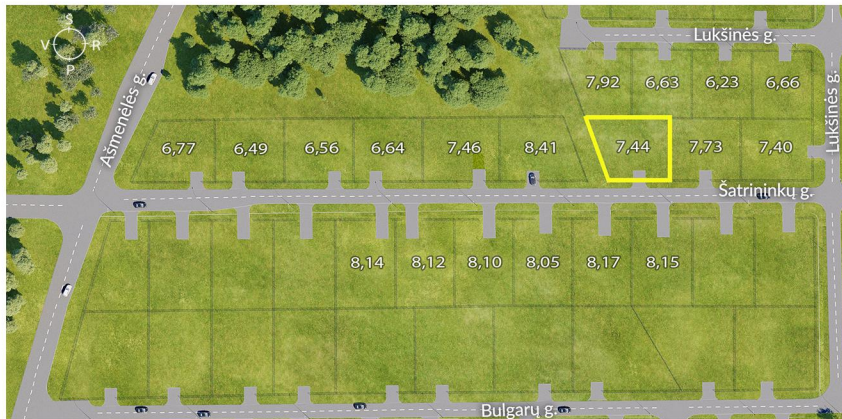 S
V R
P
Lukšinės g.
Ašmenėlės g.
Lukšinės g.
7,92 6,63 6,23 6,66
6,77 6,49 6,56 6,64 7,46 8,41 7,44 7,73 7,40
Šatrininkų g.
8,14 8,12 8,10 8,05 8,17 8,15
Bulgarų g.